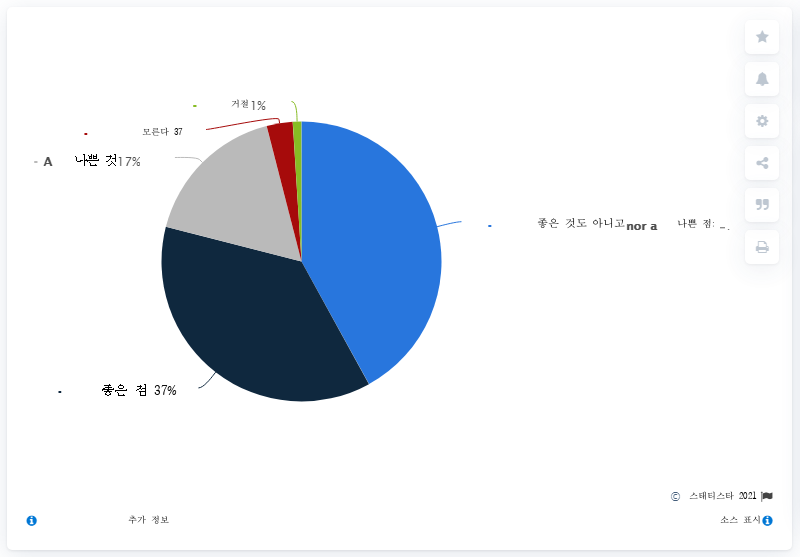 거절 1%
모른다 37
A 나쁜 것 17%
좋은 것도 아니고 nor a 나쁜 점:
좋은 점 37%
© 스태티스타 2021
추가 정보
소스 표시